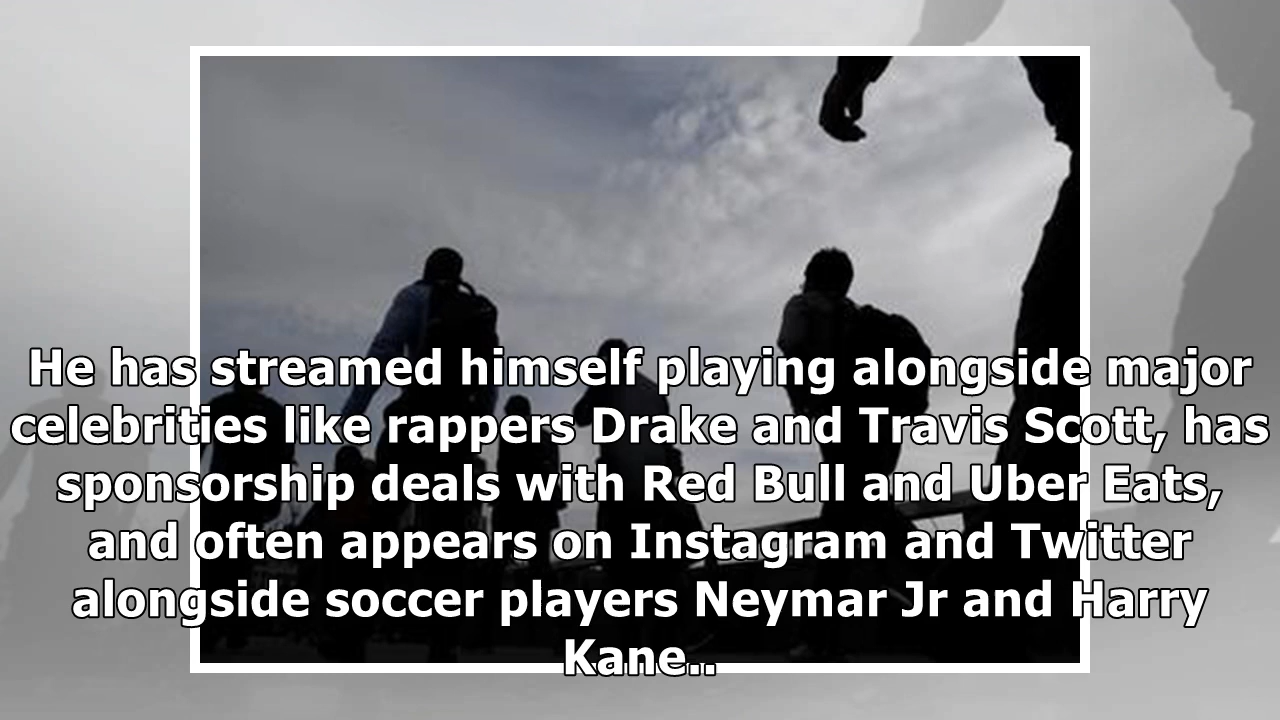 He has streamed himself playing alongside major
celebrities like rappers Drake and Travis Scott, has
sponsorship deals with Red Bull and Uber Eats,
and often appears on Instagram and Twitter
alongside soccer players Neymar Jr and Harry
Kane..